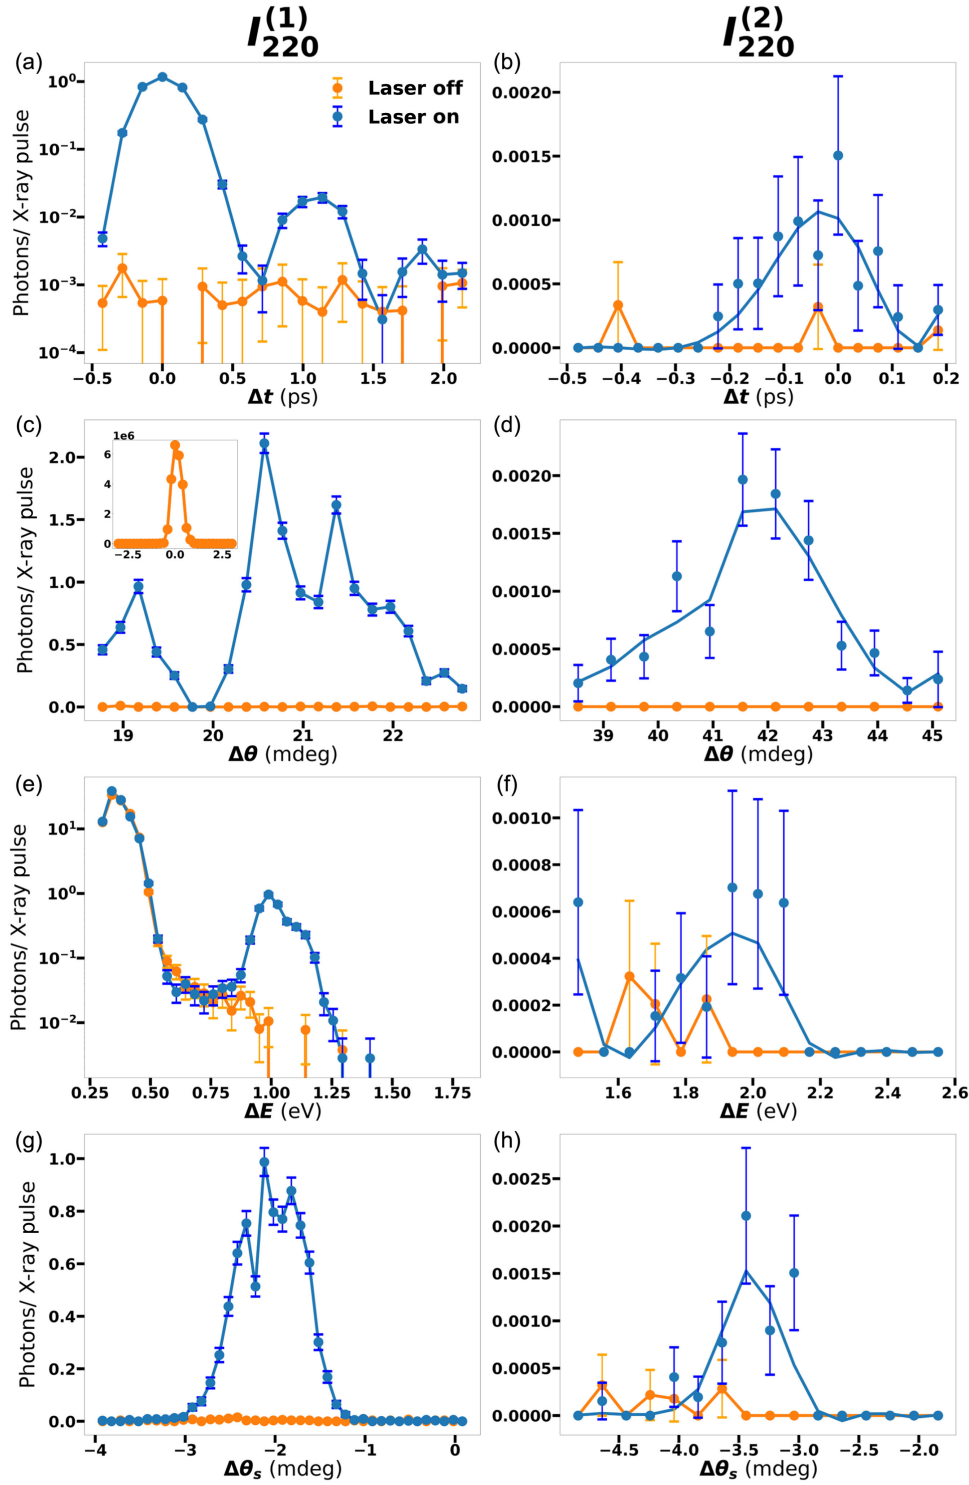 I₂₂₀⁽¹⁾ I₂₂₀⁽²⁾
(a) (b)
Photons/ X-ray pulse
10⁰
10⁻¹
10⁻²
10⁻³
10⁻⁴
Laser off
Laser on
−0.5 0.0 0.5 1.0 1.5 2.0
Δt (ps)
0.0020
0.0015
0.0010
0.0005
0.0000
−0.5 −0.4 −0.3 −0.2 −0.1 0.0 0.1 0.2
Δt (ps)
(c) (d)
Photons/ X-ray pulse
2.0
1.5
1.0
0.5
0.0
1e6
6
4
2
0
−2.5 0.0 2.5
19 20 21 22
Δθ (mdeg)
0.0020
0.0015
0.0010
0.0005
0.0000
39 40 41 42 43 44 45
Δθ (mdeg)
(e) (f)
Photons/ X-ray pulse
10¹
10⁰
10⁻¹
10⁻²
0.25 0.50 0.75 1.00 1.25 1.50 1.75
ΔE (eV)
0.0010
0.0008
0.0006
0.0004
0.0002
0.0000
1.6 1.8 2.0 2.2 2.4 2.6
ΔE (eV)
(g) (h)
Photons/ X-ray pulse
1.0
0.8
0.6
0.4
0.2
0.0
−4 −3 −2 −1 0
Δθₛ (mdeg)
0.0025
0.0020
0.0015
0.0010
0.0005
0.0000
−4.5 −4.0 −3.5 −3.0 −2.5 −2.0
Δθₛ (mdeg)